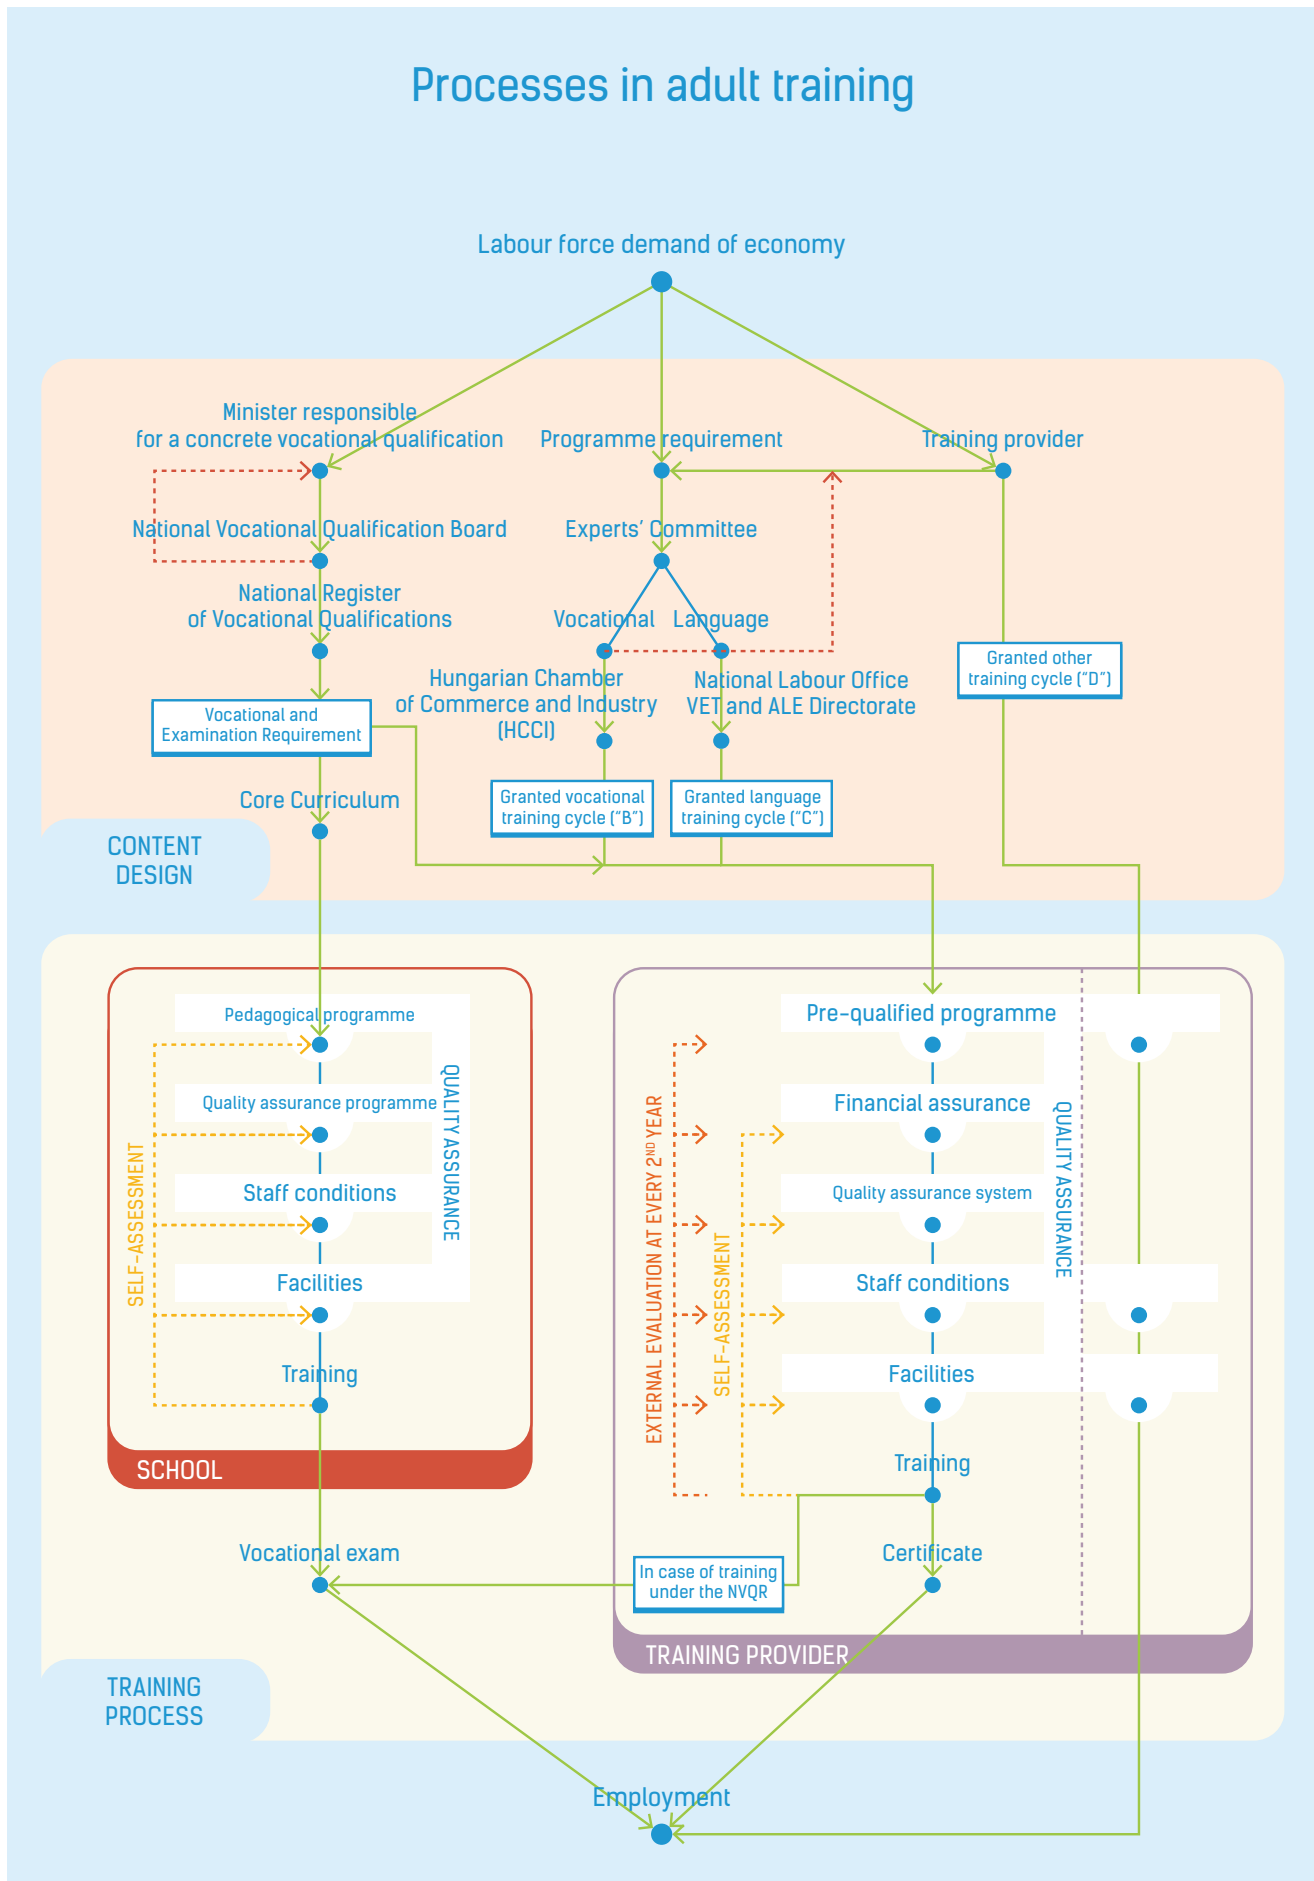 Processes in adult training
Labour force demand of economy
Minister responsible
for a concrete vocational qualification
Programme requirement
Training provider
National Vocational Qualification Board
Experts' Committee
National Register
of Vocational Qualifications
Vocational
Language
Granted other
training cycle ("D")
Hungarian Chamber
of Commerce and Industry
(HCCI)
National Labour Office
VET and ALE Directorate
Vocational and
Examination Requirement
Core Curriculum
Granted vocational
training cycle ("B")
Granted language
training cycle ("C")
CONTENT
DESIGN
Pedagogical programme
Quality assurance programme
Staff conditions
Facilities
Training
SELF-ASSESSMENT
QUALITY ASSURANCE
SCHOOL
Pre-qualified programme
Financial assurance
Quality assurance system
Staff conditions
Facilities
Training
EXTERNAL EVALUATION AT EVERY 2ND YEAR
SELF-ASSESSMENT
QUALITY ASSURANCE
Vocational exam
In case of training
under the NVQR
Certificate
TRAINING PROVIDER
TRAINING
PROCESS
Employment